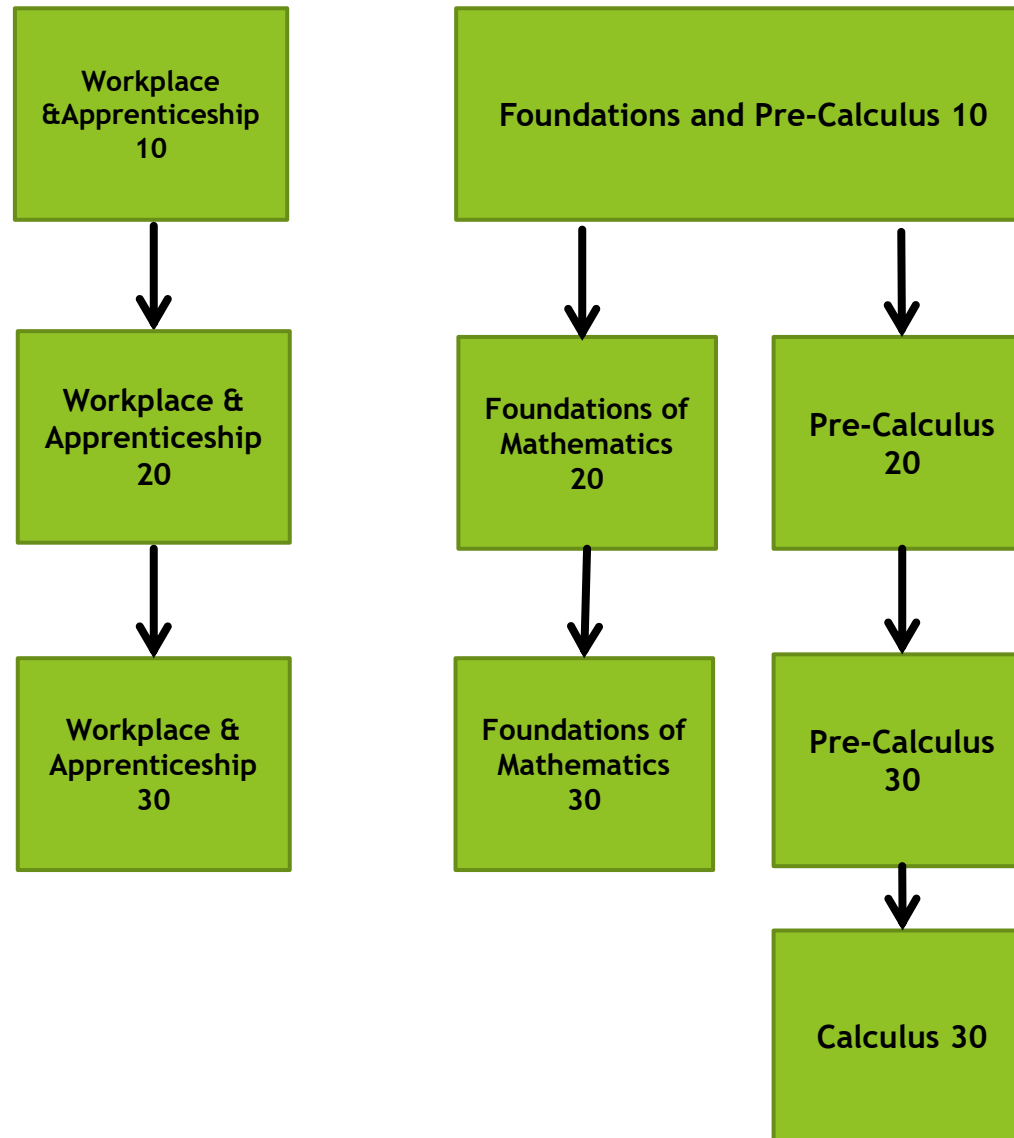 Workplace
&Apprenticeship
10
Foundations and Pre-Calculus 10
Workplace &
Apprenticeship
20
Foundations of
Mathematics
20
Pre-Calculus
20
Workplace &
Apprenticeship
30
Foundations of
Mathematics
30
Pre-Calculus
30
Calculus 30